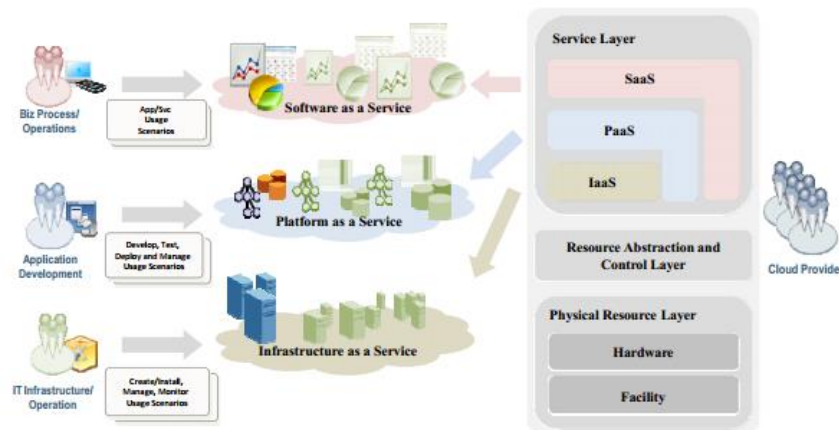 Biz Process/
Operations
App/Svc
Usage
Scenarios
Software as a Service
Application
Development
Develop, Test,
Deploy and Manage
Usage Scenarios
Platform as a Service
IT Infrastructure/
Operation
Create/Install,
Manage, Monitor
Usage Scenarios
Infrastructure as a Service
Service Layer
SaaS
PaaS
IaaS
Resource Abstraction and
Control Layer
Physical Resource Layer
Hardware
Facility
Cloud Provide